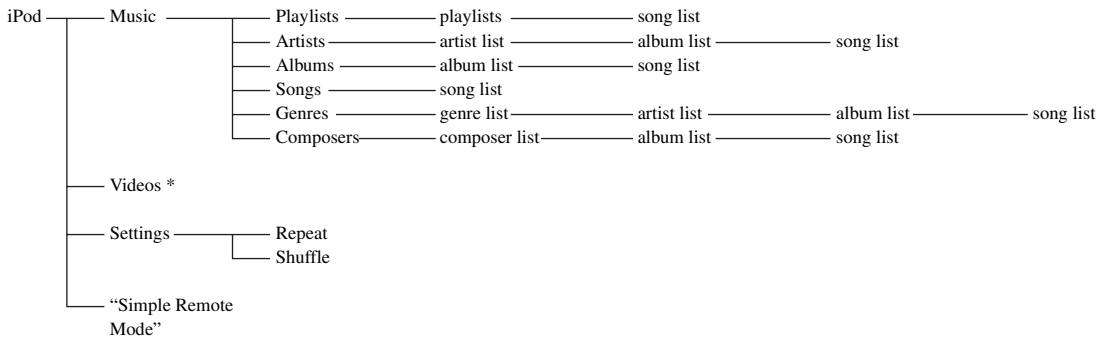 iPod Music Playlists playlists song list
Artists artist list album list song list
Albums album list song list
Songs song list
Genres genre list artist list album list song list
Composers composer list album list song list
Videos *
Settings Repeat
Shuffle
“Simple Remote
Mode”